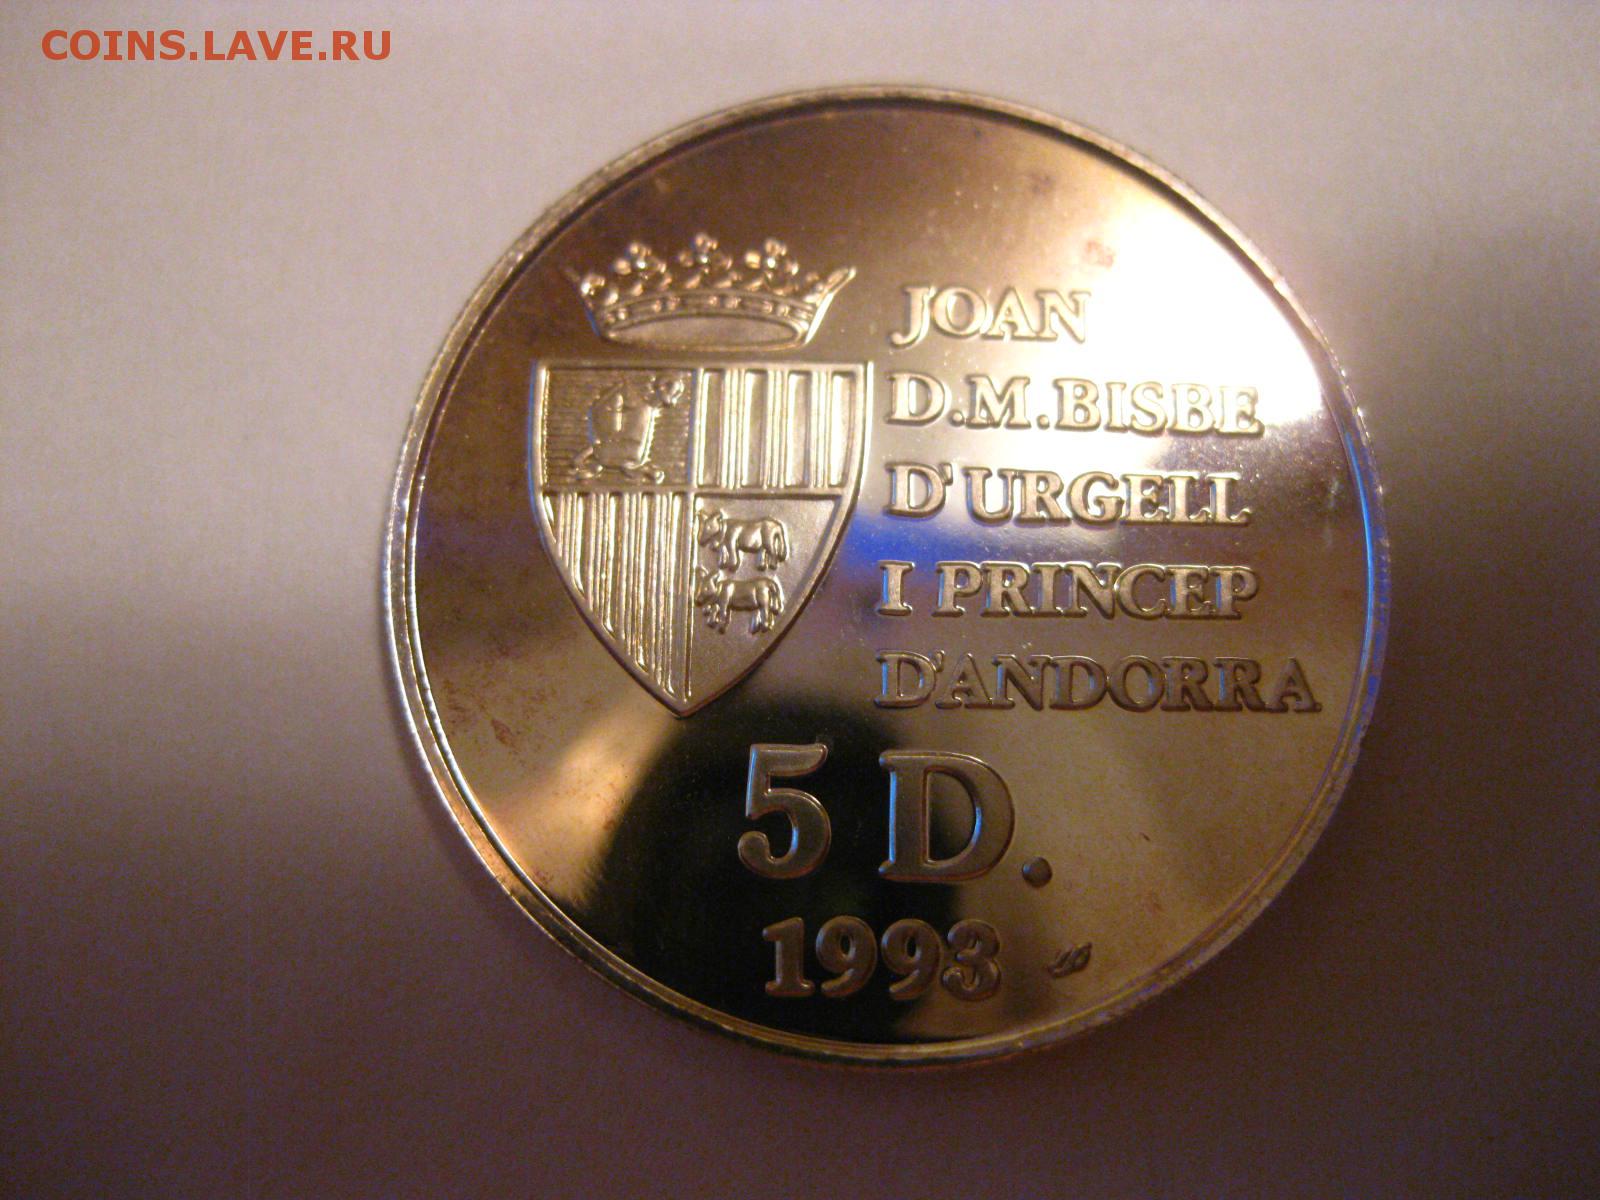 COINS.LAVE.RU
JOAN
D.M.BISBE
D'URGELL
I PRINCEP
D'ANDORRA
5 D.
1993